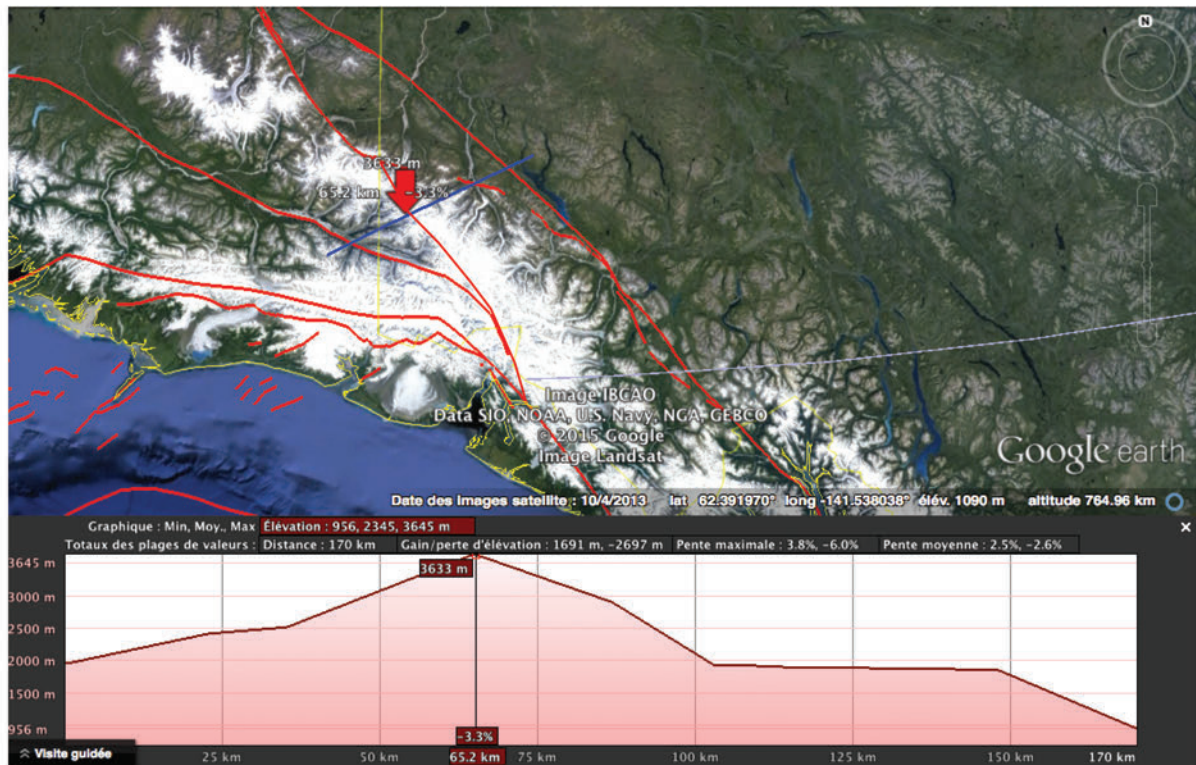 N
3633 m
65.2 km -3.3%
Image IBCAO
Data SIO, NOAA, U.S. Navy, NGA, GEBCO
© 2015 Google
Image Landsat
Google earth
Date des images satellite : 10/4/2013 lat 62.391970° long -141.538038° élév. 1090 m altitude 764.96 km
Graphique : Min, Moy., Max Élévation : 956, 2345, 3645 m
Totaux des plages de valeurs : Distance : 170 km Gain/perte d'élévation : 1691 m, -2697 m Pente maximale : 3.8%, -6.0% Pente moyenne : 2.5%, -2.6%
3645 m
3633 m
3000 m
2500 m
2000 m
1500 m
956 m
-3.3%
Visite guidée 25 km 50 km 65.2 km 75 km 100 km 125 km 150 km 170 km